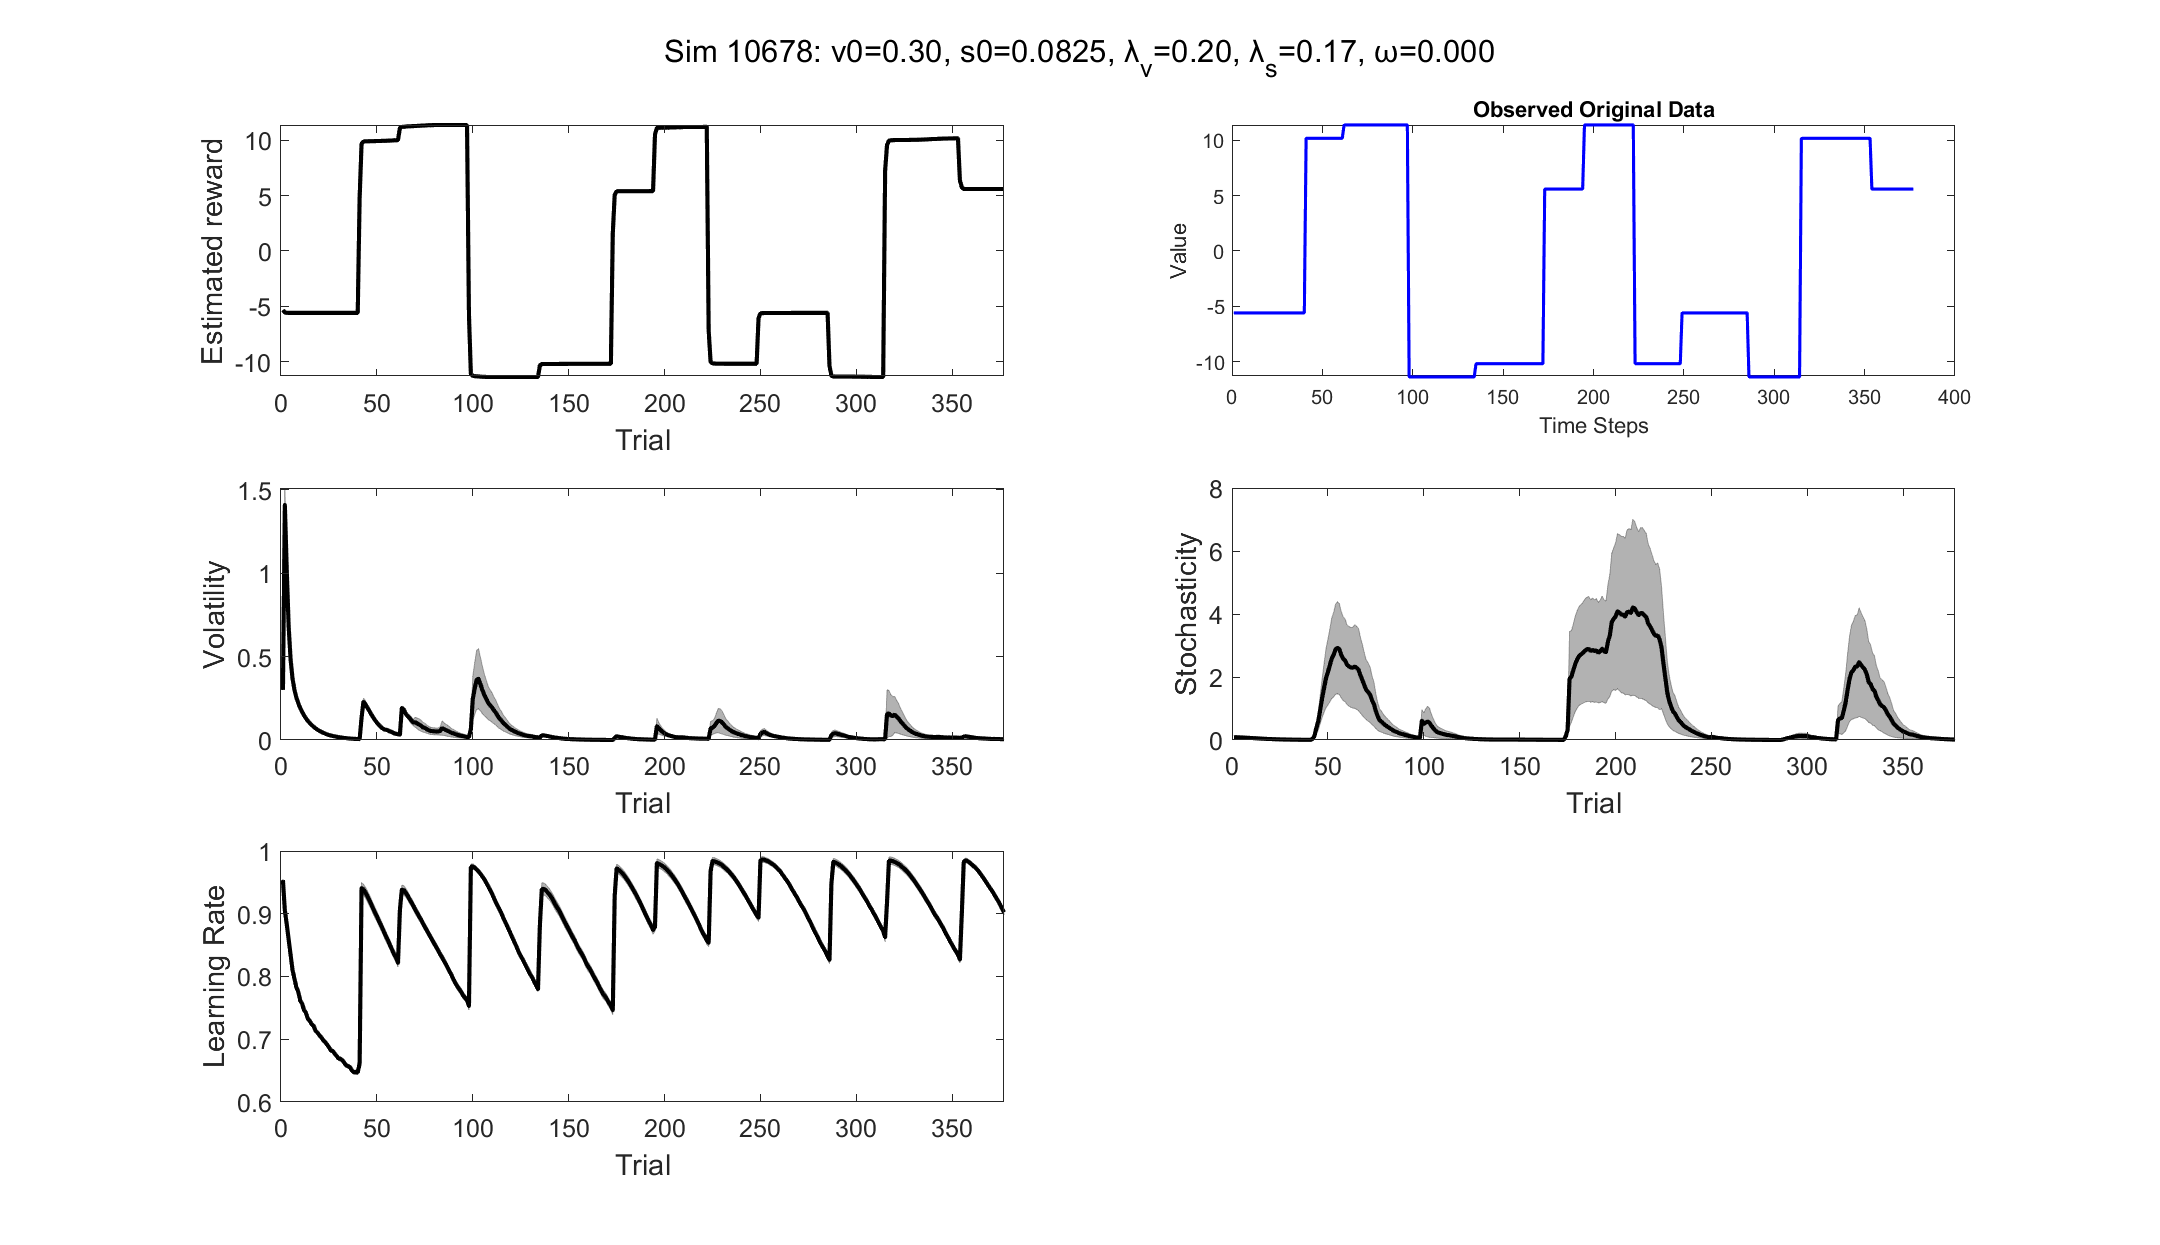 Sim 10678: v0=0.30, s0=0.0825, λv=0.20, λs=0.17, ω=0.000
Estimated reward
10
5
0
-5
-10
0 50 100 150 200 250 300 350
Trial
Observed Original Data
Value
10
5
0
-5
-10
0 50 100 150 200 250 300 350 400
Time Steps
Volatility
1.5
1
0.5
0
0 50 100 150 200 250 300 350
Trial
Stochasticity
8
6
4
2
0
0 50 100 150 200 250 300 350
Trial
Learning Rate
1
0.9
0.8
0.7
0.6
0 50 100 150 200 250 300 350
Trial